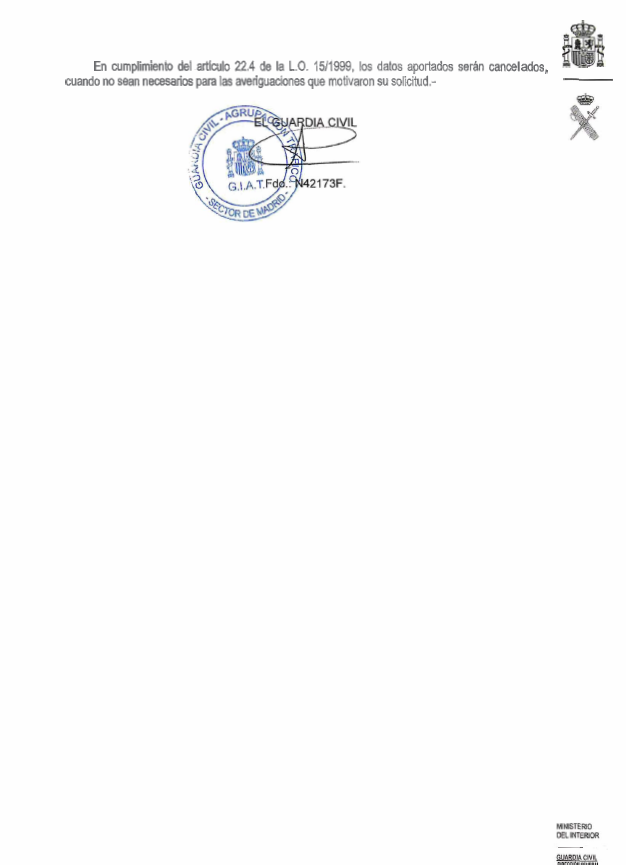 En cumplimiento del artículo 22.4 de la L.O. 15/1999, los datos aportados serán cancelados,
cuando no sean necesarios para las averiguaciones que motivaron su solicitud.-
EL GUARDIA CIVIL
GUARDIA CIVIL - AGRUPACIÓN TRÁFICO
G.I.A.T.
- SECTOR DE MADRID -
Fdo.: N42173F.
MINISTERIO
DEL INTERIOR
GUARDIA CIVIL